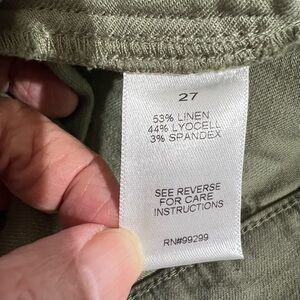 27
53% LINEN
44% LYOCELL
3% SPANDEX
SEE REVERSE
FOR CARE
INSTRUCTIONS
RN#99299